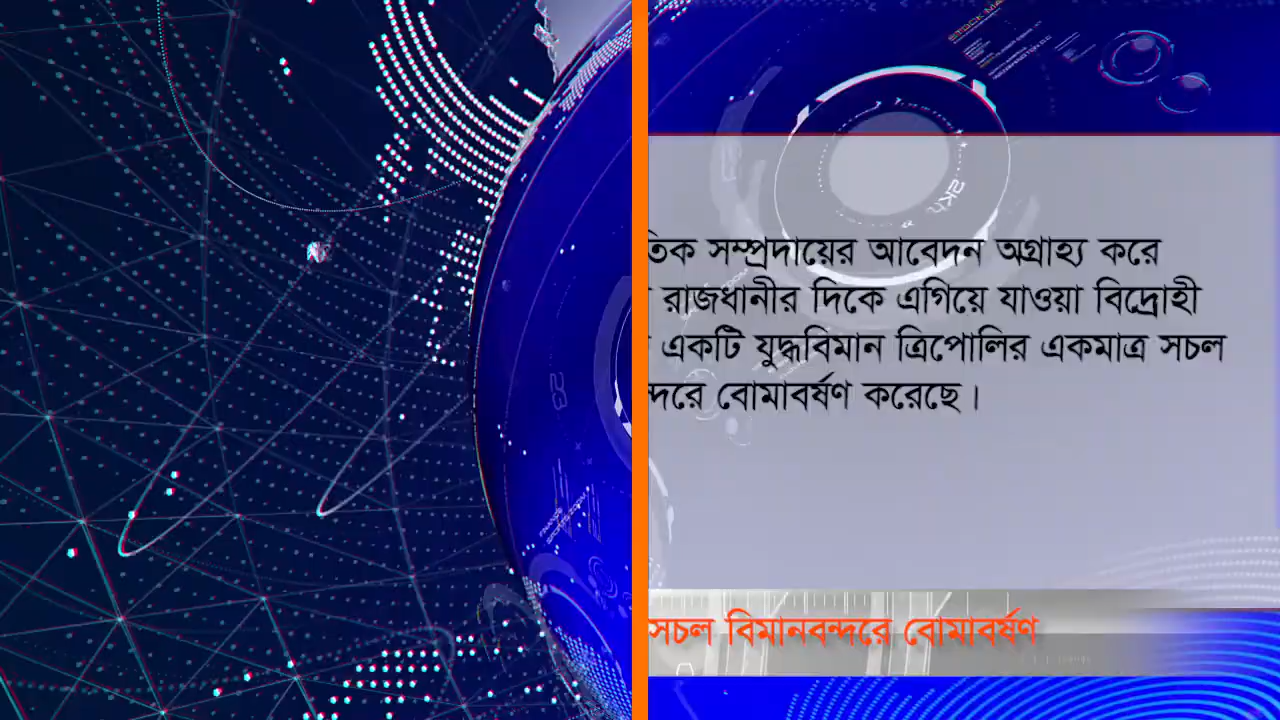 তিক সম্প্রদায়ের আবেদন অগ্রাহ্য করে
রাজধানীর দিকে এগিয়ে যাওয়া বিদ্রোহী
একটি যুদ্ধবিমান ত্রিপোলির একমাত্র সচল
ন্দরে বোমাবর্ষণ করেছে।
সচল বিমানবন্দরে বোমাবর্ষণ